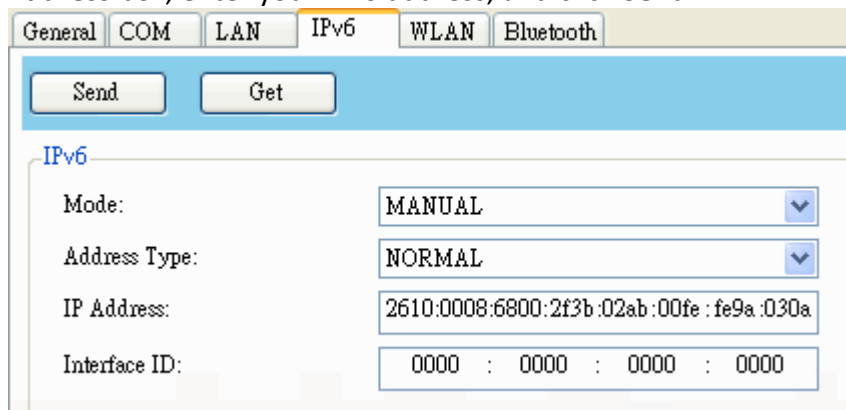 General COM LAN IPv6 WLAN Bluetooth
Send Get
IPv6
Mode: MANUAL
Address Type: NORMAL
IP Address: 2610:0008:6800:2f3b:02ab:00fe:fe9a:030a
Interface ID: 0000 : 0000 : 0000 : 0000